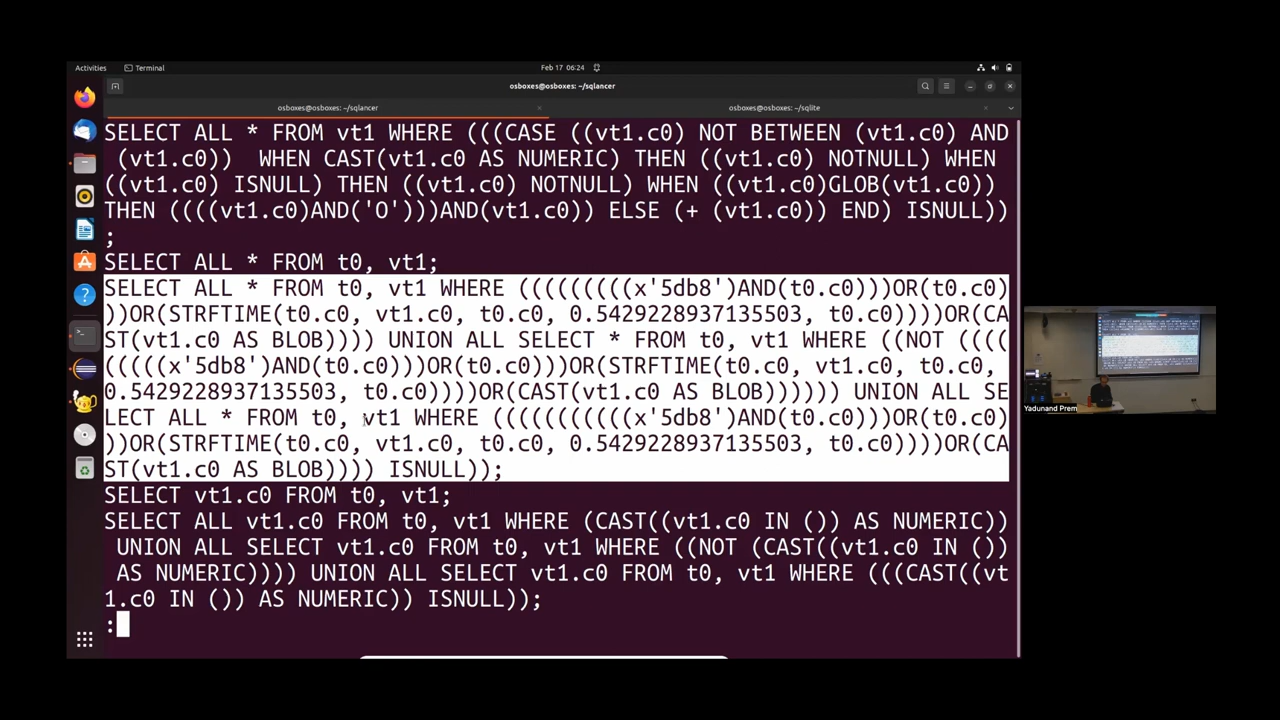 Activities
Terminal
Feb 17 06:24
osboxes@osboxes: ~/sqlancer
osboxes@osboxes: ~/sqlancer
osboxes@osboxes: ~/sqlite
SELECT ALL * FROM vt1 WHERE (((CASE ((vt1.c0) NOT BETWEEN (vt1.c0) AND
(vt1.c0))  WHEN CAST(vt1.c0 AS NUMERIC) THEN ((vt1.c0) NOTNULL) WHEN
((vt1.c0) ISNULL) THEN ((vt1.c0) NOTNULL) WHEN ((vt1.c0)GLOB(vt1.c0))
THEN ((((vt1.c0)AND('O')))AND(vt1.c0)) ELSE (+ (vt1.c0)) END) ISNULL))
;
SELECT ALL * FROM t0, vt1;
SELECT ALL * FROM t0, vt1 WHERE (((((((((x'5db8')AND(t0.c0)))OR(t0.c0)
))OR(STRFTIME(t0.c0, vt1.c0, t0.c0, 0.5429228937135503, t0.c0))))OR(CA
ST(vt1.c0 AS BLOB)))) UNION ALL SELECT * FROM t0, vt1 WHERE ((NOT ((((
(((((x'5db8')AND(t0.c0)))OR(t0.c0)))OR(STRFTIME(t0.c0, vt1.c0, t0.c0,
0.5429228937135503, t0.c0))))OR(CAST(vt1.c0 AS BLOB)))))) UNION ALL SE
LECT ALL * FROM t0, vt1 WHERE (((((((((((x'5db8')AND(t0.c0)))OR(t0.c0)
))OR(STRFTIME(t0.c0, vt1.c0, t0.c0, 0.5429228937135503, t0.c0))))OR(CA
ST(vt1.c0 AS BLOB)))) ISNULL));
SELECT vt1.c0 FROM t0, vt1;
SELECT ALL vt1.c0 FROM t0, vt1 WHERE (CAST((vt1.c0 IN ()) AS NUMERIC))
UNION ALL SELECT vt1.c0 FROM t0, vt1 WHERE ((NOT (CAST((vt1.c0 IN ())
AS NUMERIC)))) UNION ALL SELECT vt1.c0 FROM t0, vt1 WHERE (((CAST((vt
1.c0 IN ()) AS NUMERIC)) ISNULL));
:
Yadunand Prem